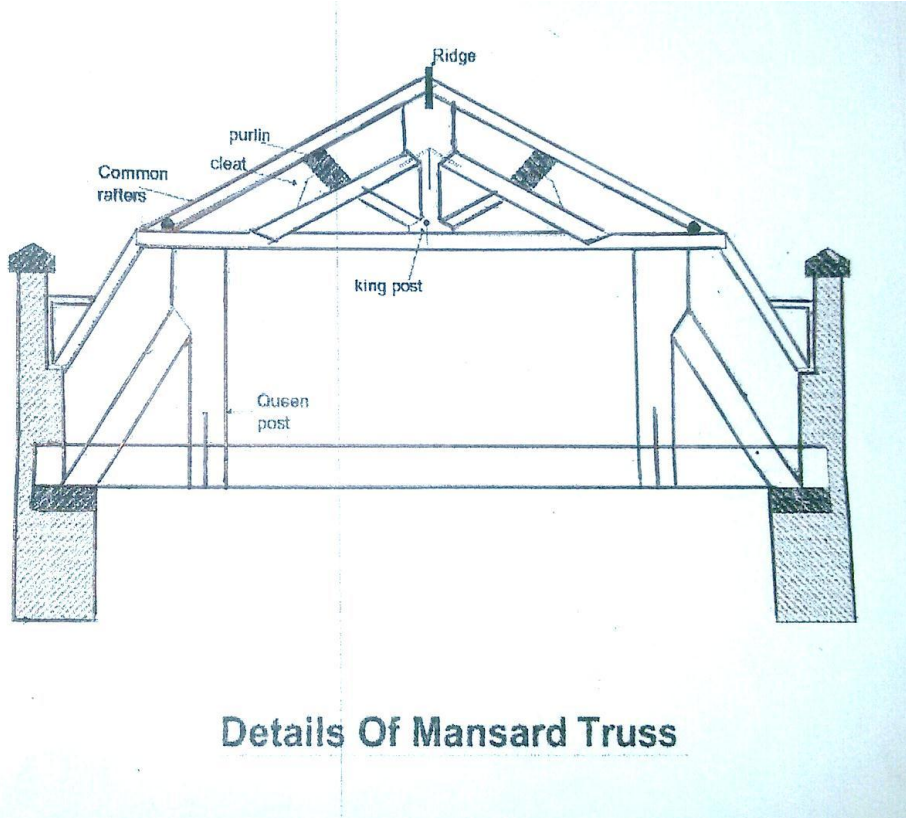 Ridge
purlin
cleat
Common
rafters
king post
Queen
post
Details Of Mansard Truss